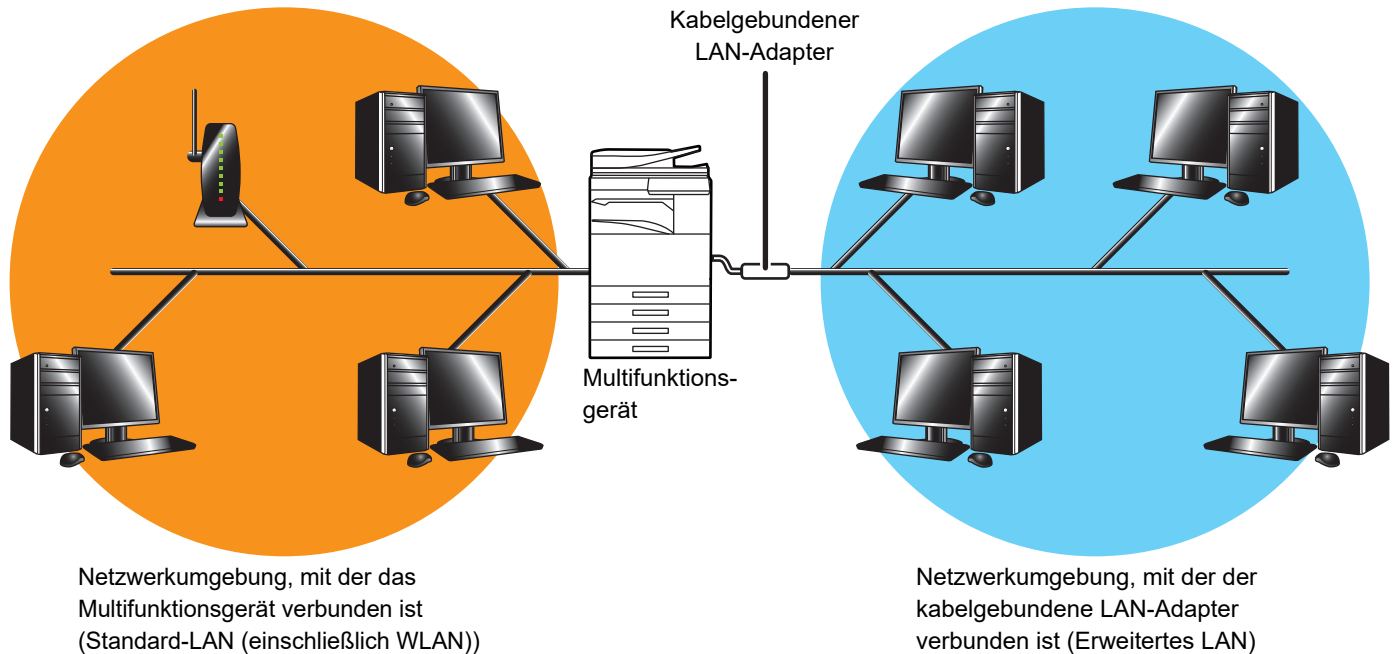 Kabelgebundener
LAN-Adapter
Multifunktions-
gerät
Netzwerkumgebung, mit der das
Multifunktionsgerät verbunden ist
(Standard-LAN (einschließlich WLAN))
Netzwerkumgebung, mit der der
kabelgebundene LAN-Adapter
verbunden ist (Erweitertes LAN)